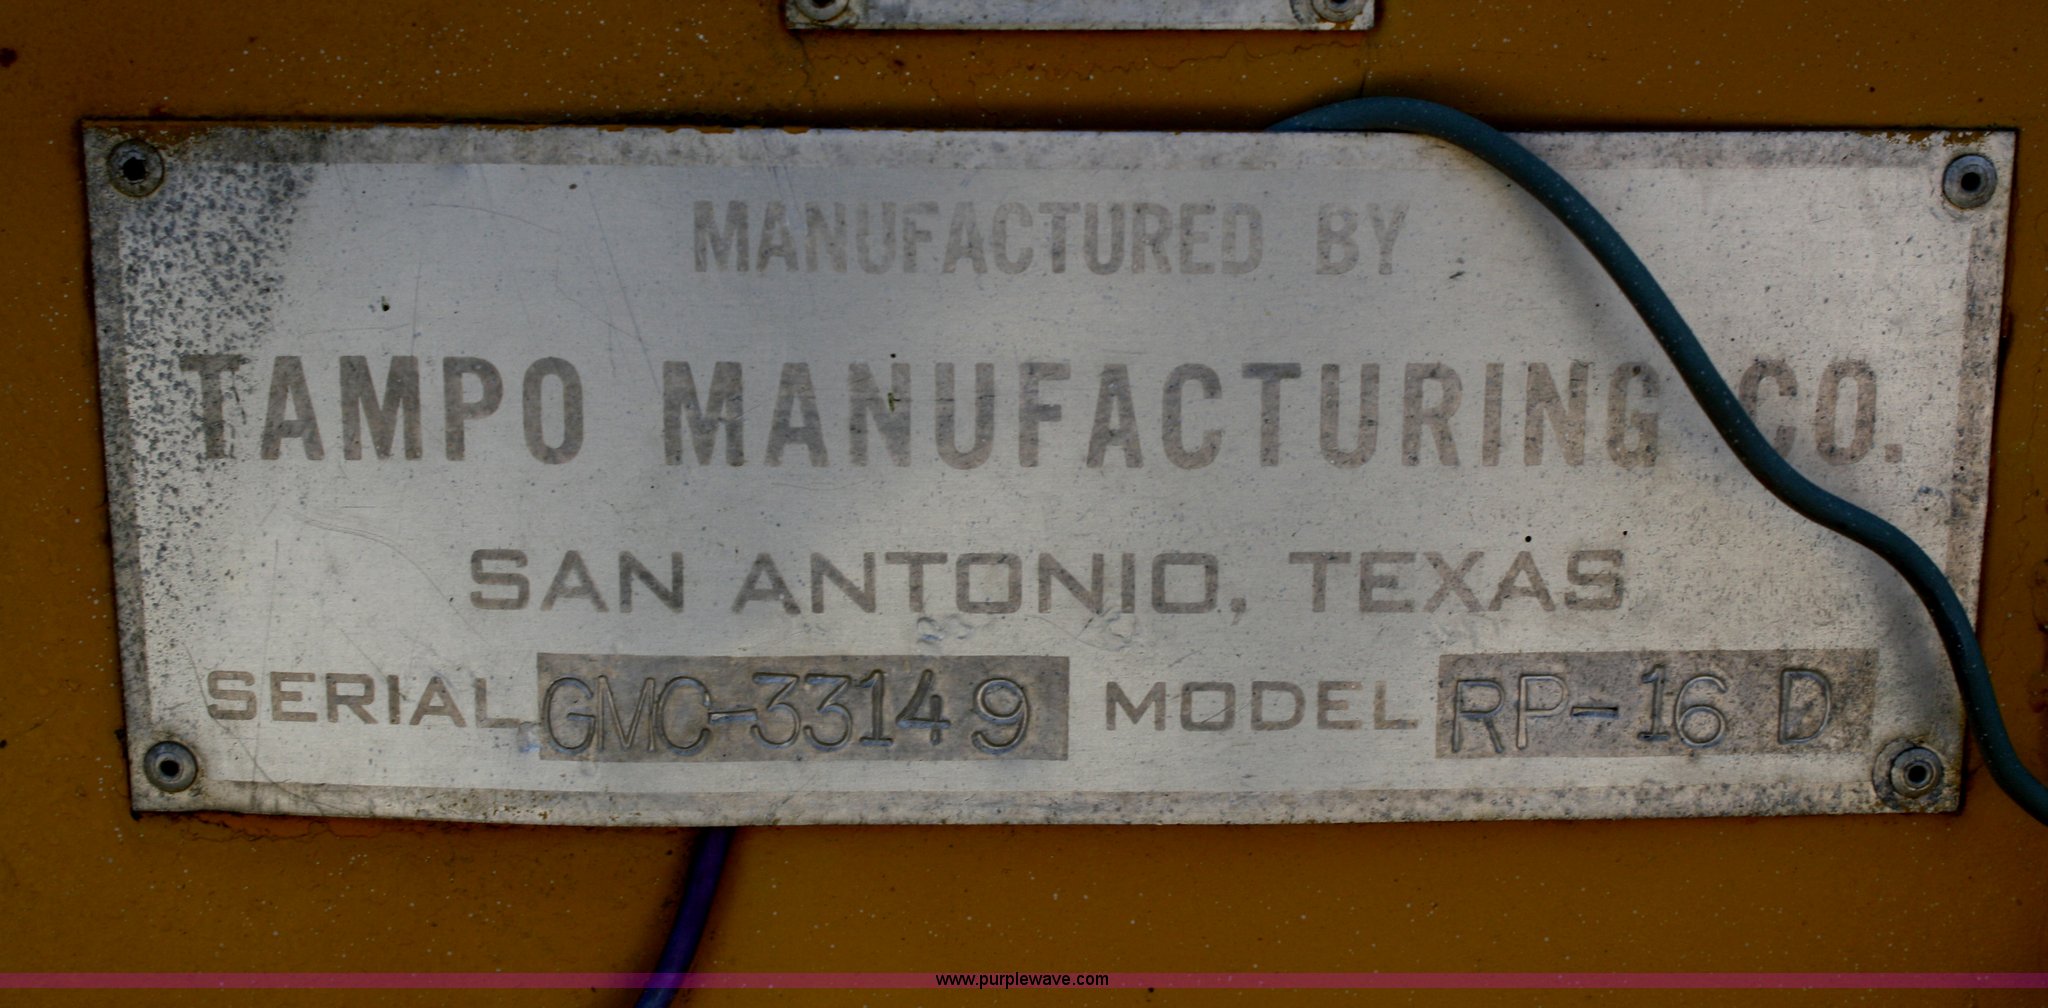 MANUFACTURED BY
TAMPO MANUFACTURING CO.
SAN ANTONIO, TEXAS
SERIAL GMC-33149 MODEL RP-16 D
www.purplewave.com